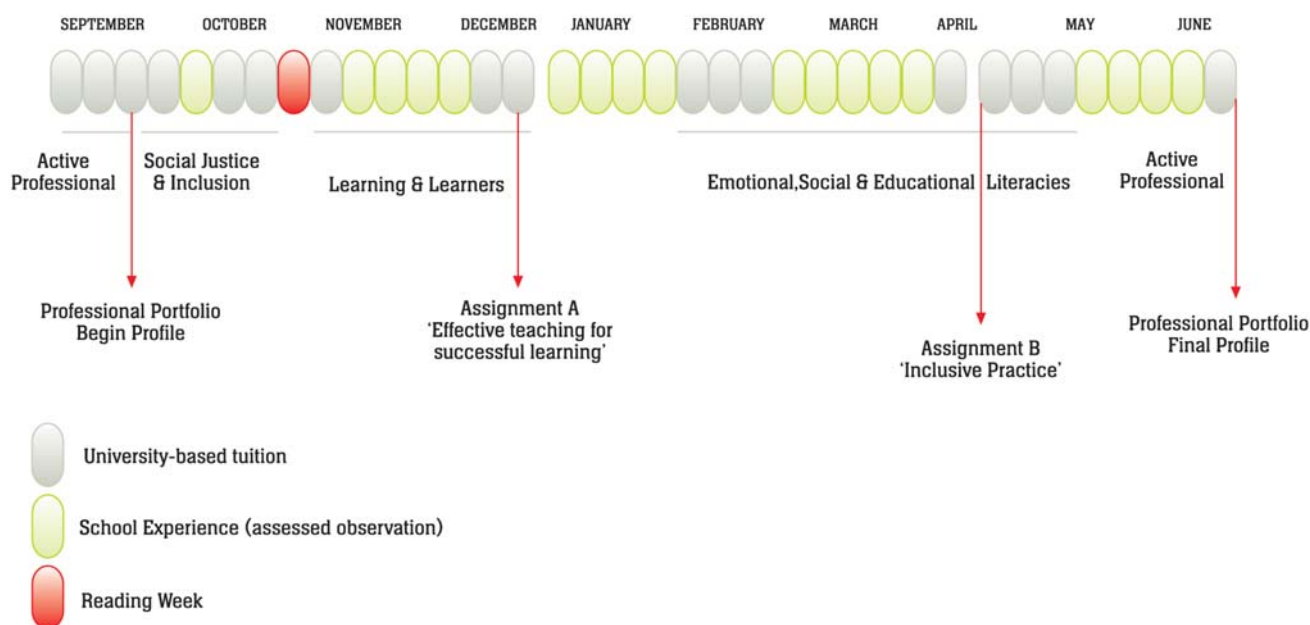 SEPTEMBER OCTOBER NOVEMBER DECEMBER JANUARY FEBRUARY MARCH APRIL MAY JUNE
Active
Professional
Social Justice
& Inclusion
Learning & Learners
Emotional,Social & Educational Literacies
Active
Professional
Professional Portfolio
Begin Profile
Assignment A
‘Effective teaching for
successful learning’
Assignment B
‘Inclusive Practice’
Professional Portfolio
Final Profile
University-based tuition
School Experience (assessed observation)
Reading Week